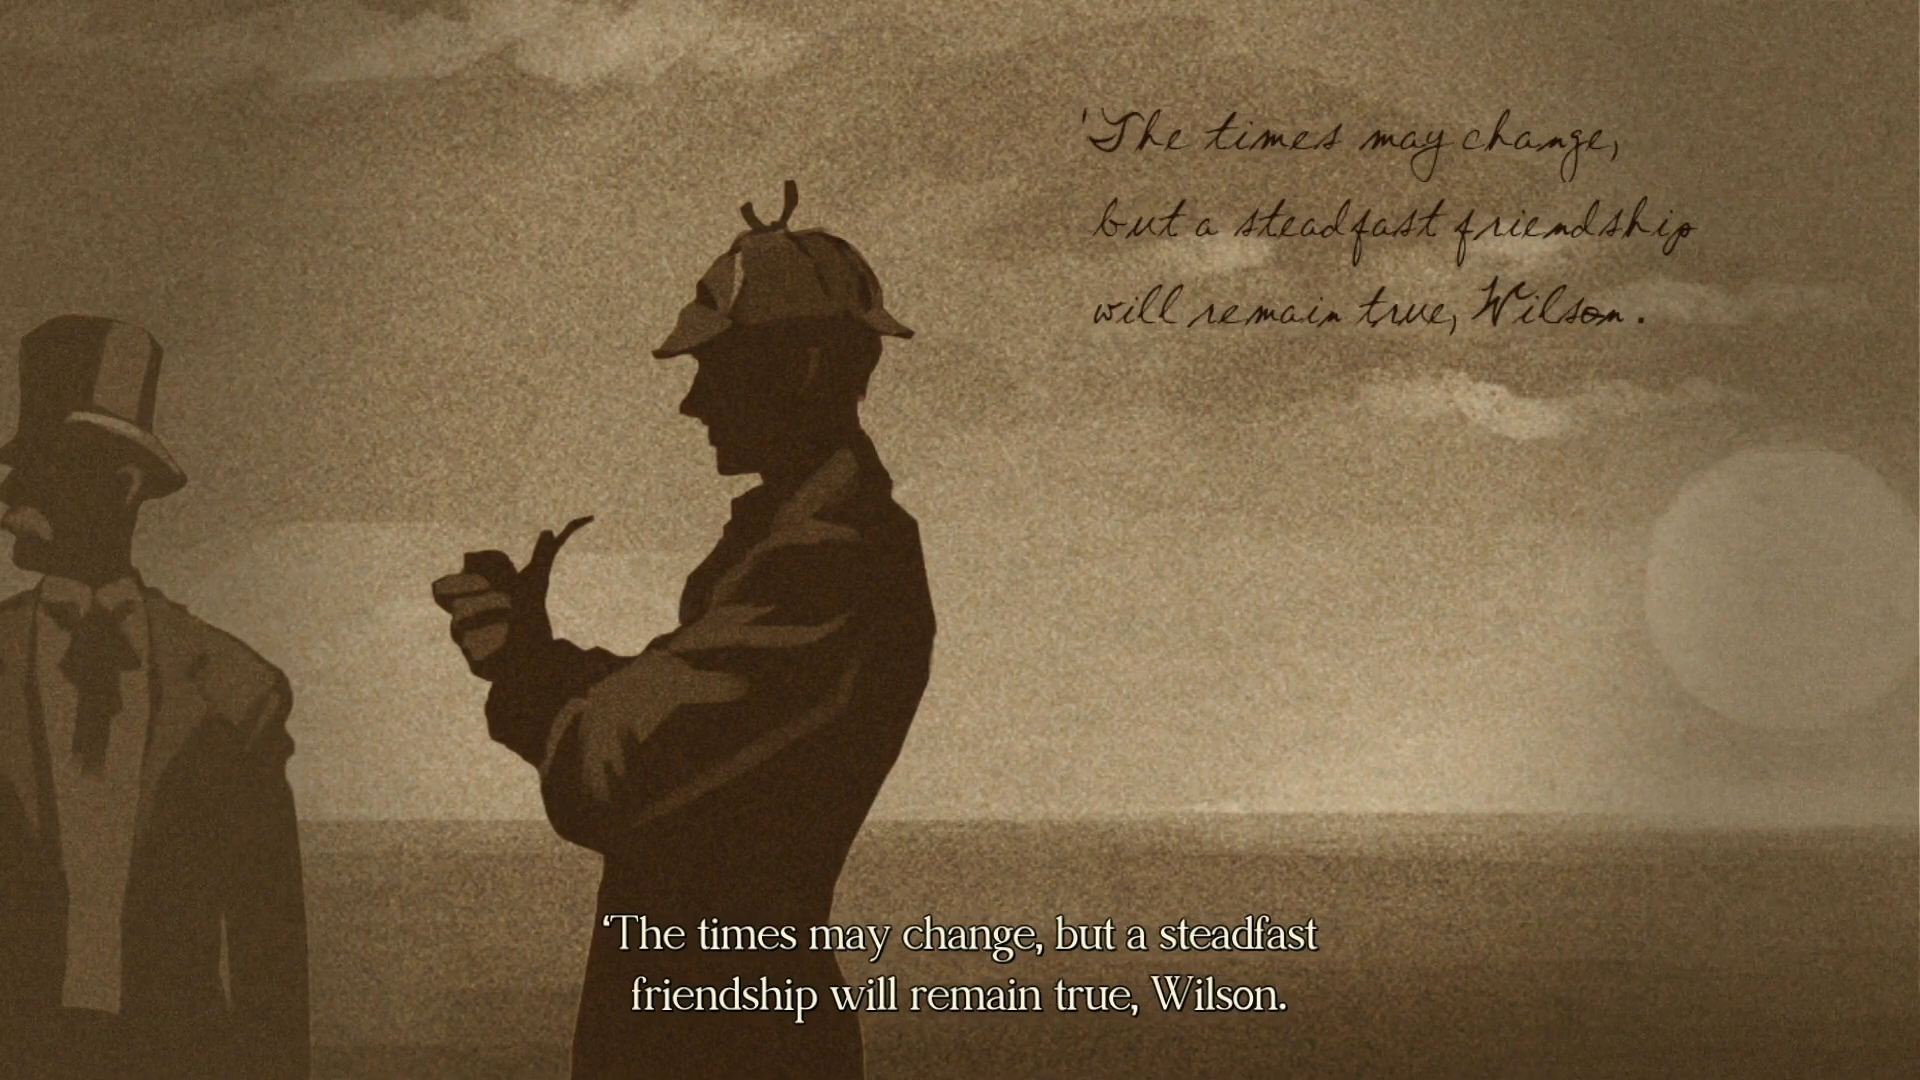 'The times may change,
but a steadfast friendship
will remain true, Wilson.
‘The times may change, but a steadfast
friendship will remain true, Wilson.